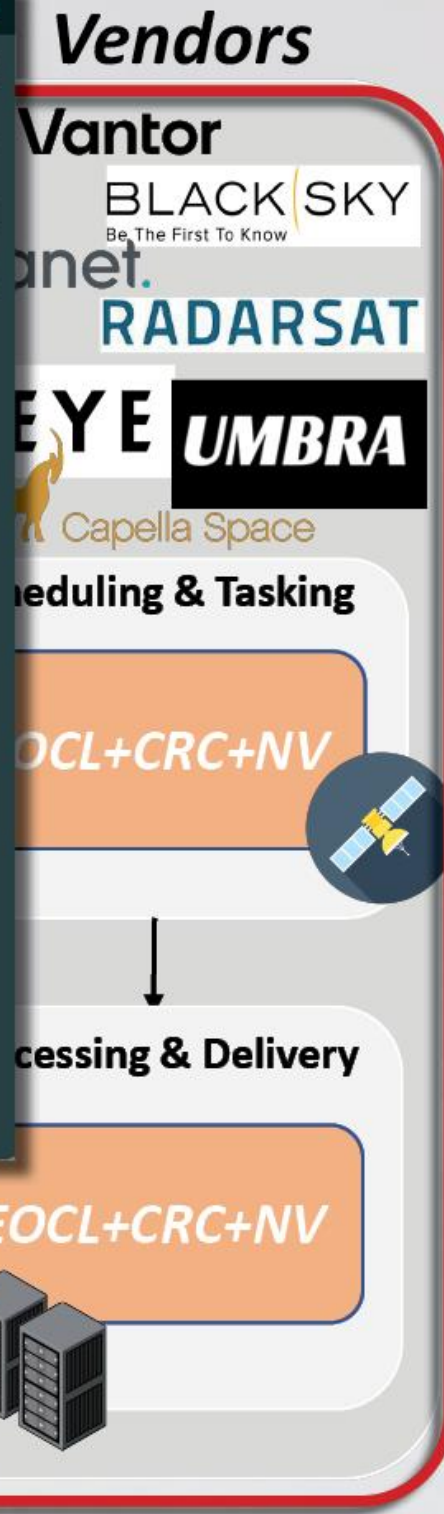 Vendors
Vantor
BLACKSKY
Be The First To Know
anet.
RADARSAT
EYE
UMBRA
Capella Space
heduling & Tasking
OCL+CRC+NV
cessing & Delivery
EOCL+CRC+NV